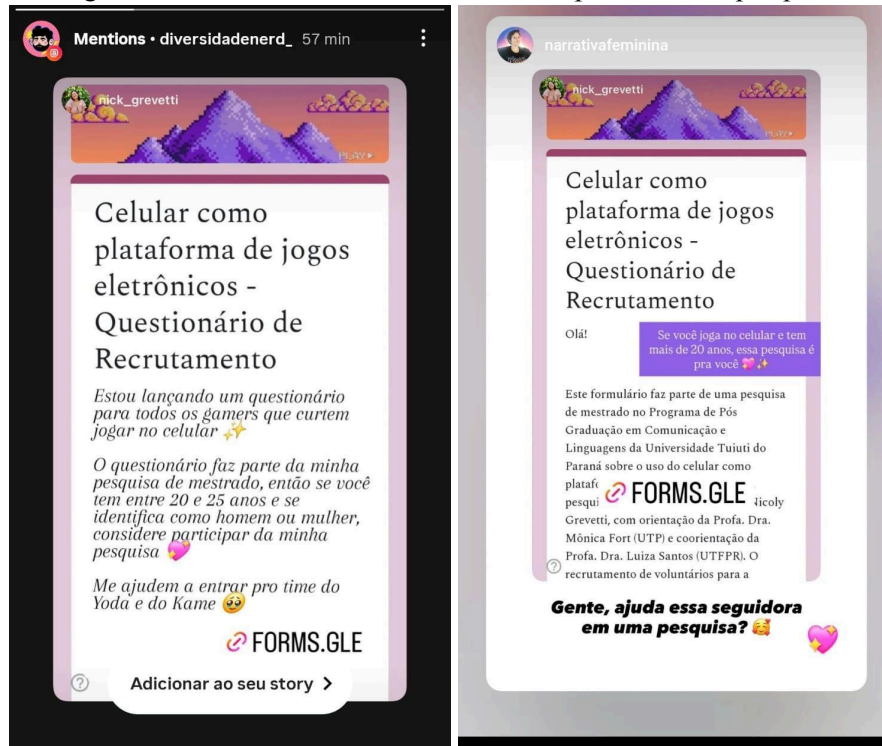 Mentions • diversidadenerd_ 57 min
nick_grevetti
PLAY▶
Celular como
plataforma de jogos
eletrônicos -
Questionário de
Recrutamento
Estou lançando um questionário
para todos os gamers que curtem
jogar no celular ✨
O questionário faz parte da minha
pesquisa de mestrado, então se você
tem entre 20 e 25 anos e se
identifica como homem ou mulher,
considere participar da minha
pesquisa 💖
Me ajudem a entrar pro time do
Yoda e do Kame 🥹
FORMS.GLE
Adicionar ao seu story >
narrativafeminina
nick_grevetti
PLAY▶
Celular como
plataforma de jogos
eletrônicos -
Questionário de
Recrutamento
Olá!
Se você joga no celular e tem
mais de 20 anos, essa pesquisa é
pra você 💖✨
Este formulário faz parte de uma pesquisa
de mestrado no Programa de Pós
Graduação em Comunicação e
Linguagens da Universidade Tuiuti do
Paraná sobre o uso do celular como
FORMS.GLE
Grevetti, com orientação da Profa. Dra.
Mônica Fort (UTP) e coorientação da
Profa. Dra. Luiza Santos (UTFPR). O
recrutamento de voluntários para a
Gente, ajuda essa seguidora
em uma pesquisa? 🥰